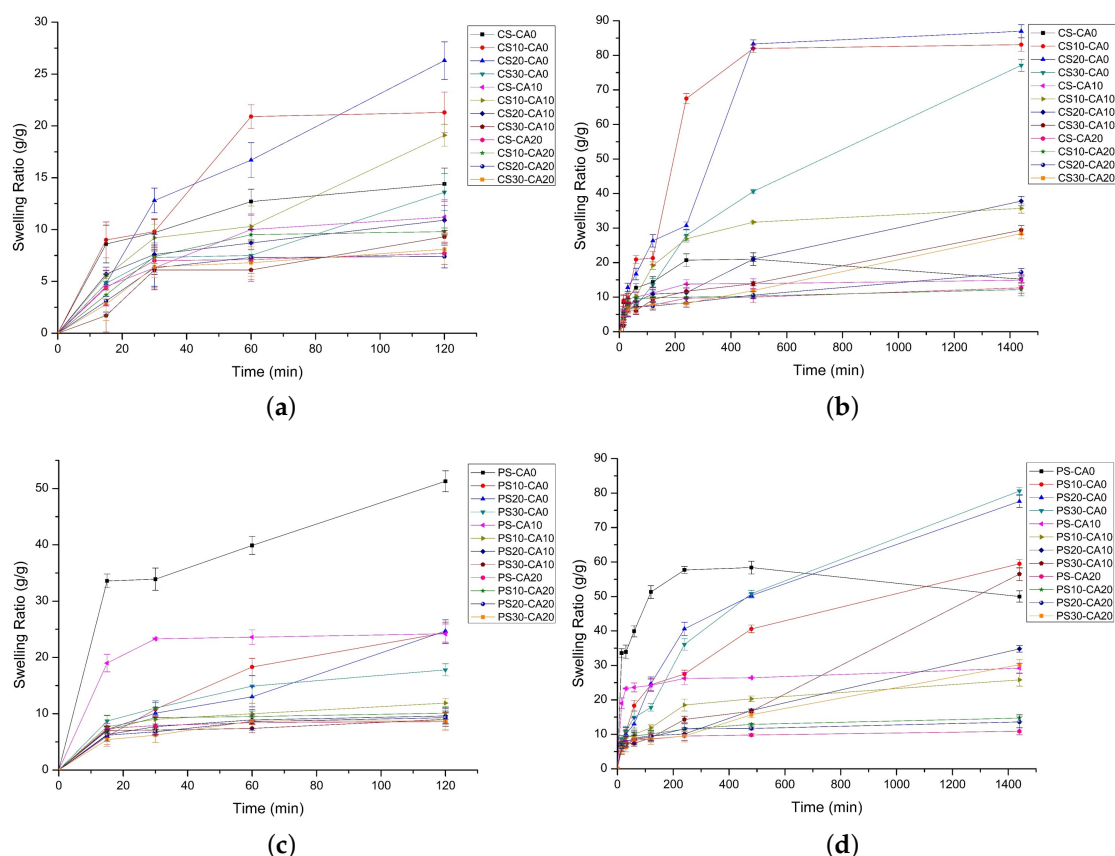 (a)
Swelling Ratio (g/g)
30
25
20
15
10
5
0
0 20 40 60 80 100 120
Time (min)
CS-CA0
CS10-CA0
CS20-CA0
CS30-CA0
CS-CA10
CS10-CA10
CS20-CA10
CS30-CA10
CS-CA20
CS10-CA20
CS20-CA20
CS30-CA20
(b)
Swelling Ratio (g/g)
90
80
70
60
50
40
30
20
10
0
0 200 400 600 800 1000 1200 1400
Time (min)
CS-CA0
CS10-CA0
CS20-CA0
CS30-CA0
CS-CA10
CS10-CA10
CS20-CA10
CS30-CA10
CS-CA20
CS10-CA20
CS20-CA20
CS30-CA20
(c)
Swelling Ratio (g/g)
50
40
30
20
10
0
0 20 40 60 80 100 120
Time (min)
PS-CA0
PS10-CA0
PS20-CA0
PS30-CA0
PS-CA10
PS10-CA10
PS20-CA10
PS30-CA10
PS-CA20
PS10-CA20
PS20-CA20
PS30-CA20
(d)
Swelling Ratio (g/g)
90
80
70
60
50
40
30
20
10
0
0 200 400 600 800 1000 1200 1400
Time (min)
PS-CA0
PS10-CA0
PS20-CA0
PS30-CA0
PS-CA10
PS10-CA10
PS20-CA10
PS30-CA10
PS-CA20
PS10-CA20
PS20-CA20
PS30-CA20